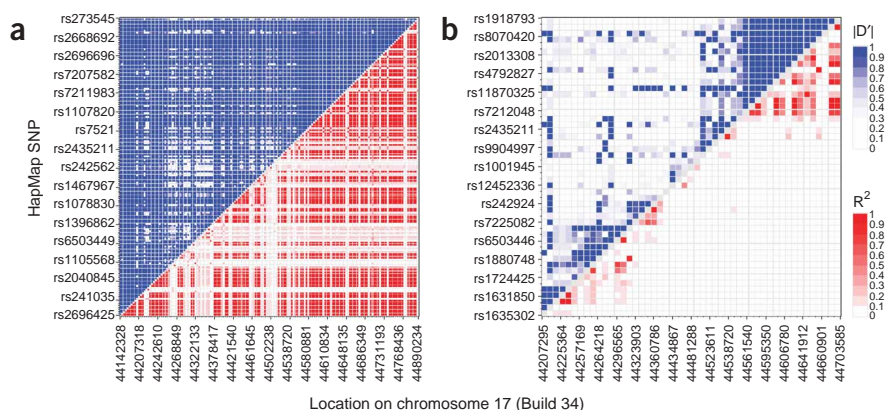 a
rs273545
rs2668692
rs2696696
rs7207582
rs7211983
rs1107820
rs7521
rs2435211
rs242562
rs1467967
rs1078830
rs1396862
rs6503449
rs1105568
rs2040845
rs241035
rs2696425
HapMap SNP
44142328
44207318
44242610
44268849
44322133
44378417
44421540
44461645
44502238
44538720
44580881
44610834
44648135
44686349
44731193
44768436
44890234
b
rs1918793
rs8070420
rs2013308
rs4792827
rs11870325
rs7212048
rs2435211
rs9904997
rs1001945
rs12452336
rs242924
rs7225082
rs6503446
rs1880748
rs1724425
rs1631850
rs1635302
44207295
44225364
44257169
44264218
44296565
44323903
44360786
44434867
44481288
44523611
44538720
44561540
44595350
44606780
44641912
44660901
44703585
|D′|
1
0.9
0.8
0.7
0.6
0.5
0.4
0.3
0.2
0.1
0
R²
1
0.9
0.8
0.7
0.6
0.5
0.4
0.3
0.2
0.1
0
Location on chromosome 17 (Build 34)